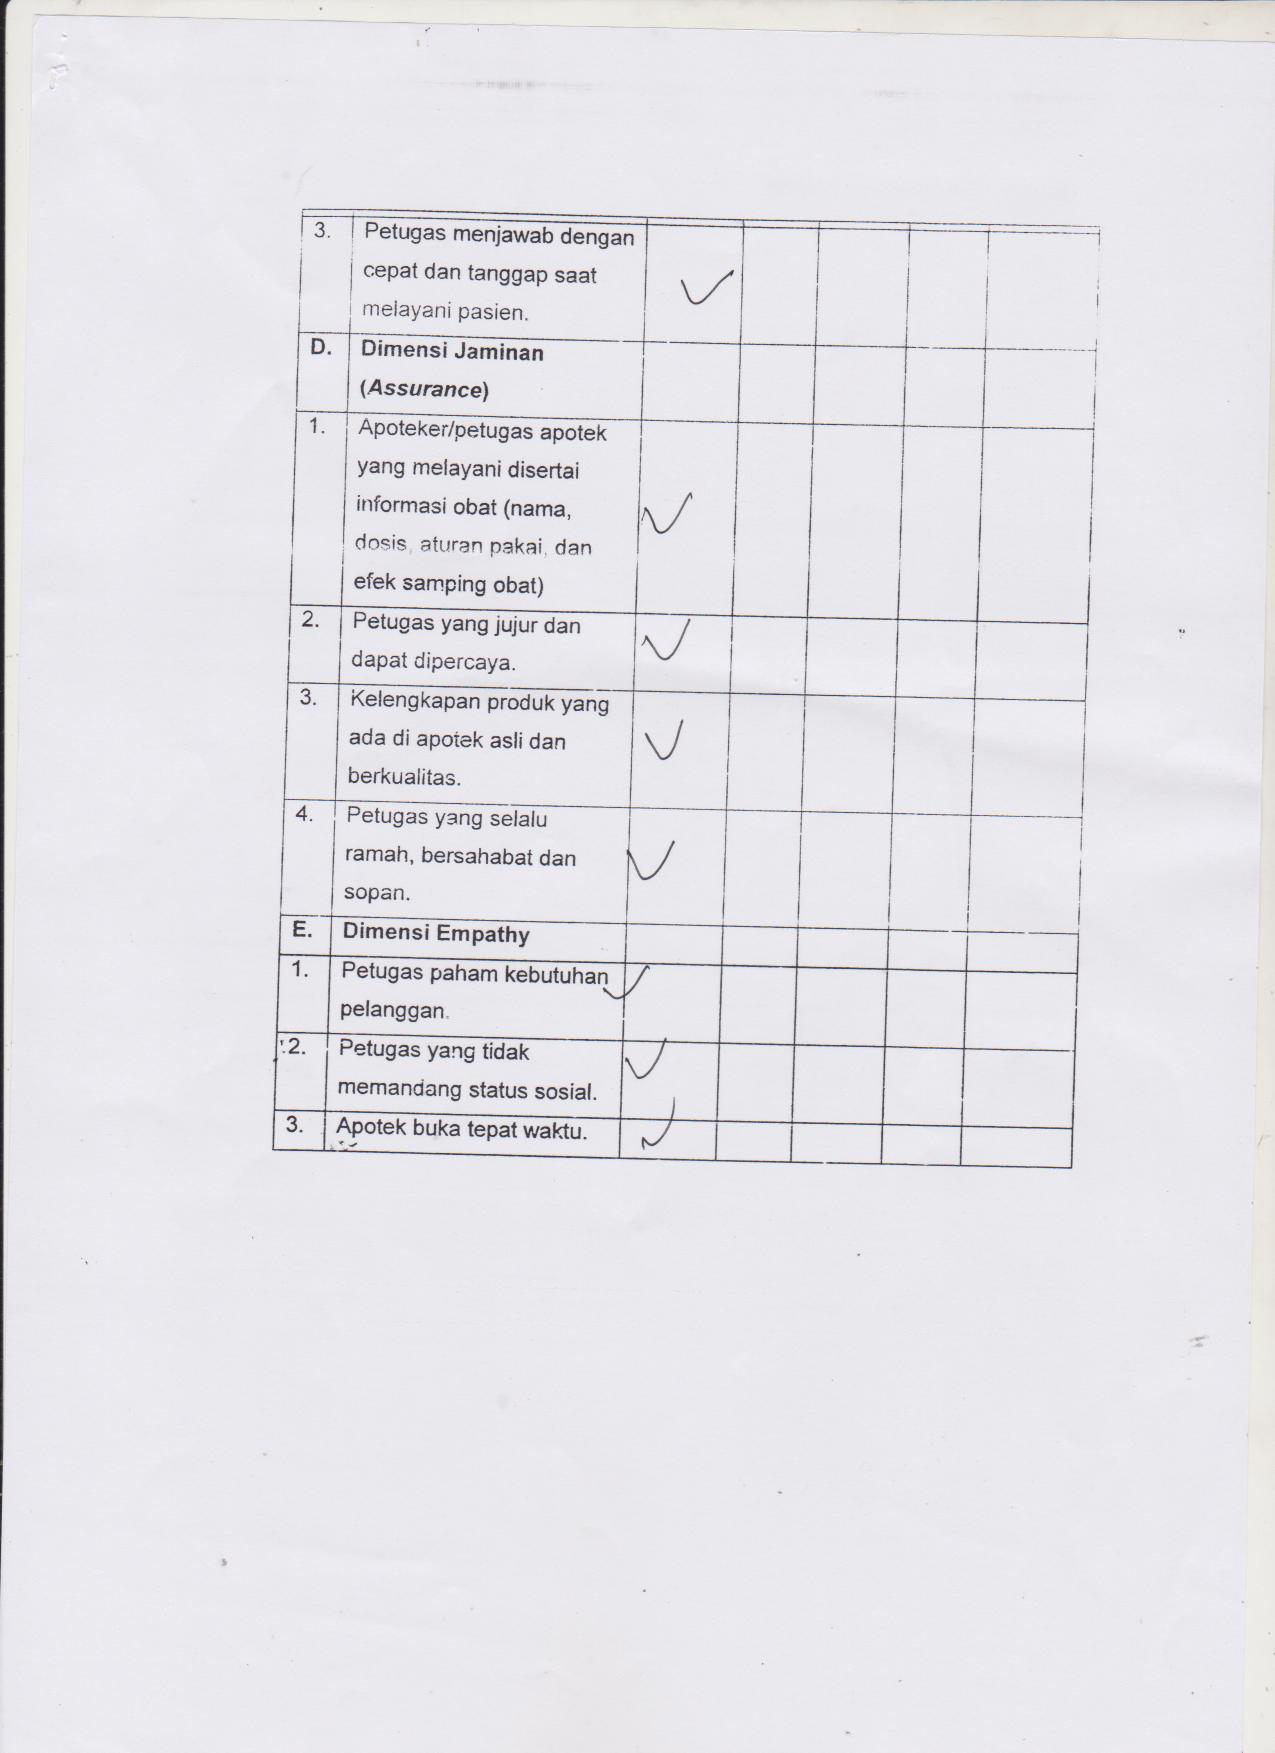 3. Petugas menjawab dengan
cepat dan tanggap saat
melayani pasien.
✓
D. Dimensi Jaminan
(Assurance)
1. Apoteker/petugas apotek
yang melayani disertai
informasi obat (nama,
dosis, aturan pakai, dan
efek samping obat)
✓
2. Petugas yang jujur dan
dapat dipercaya.
✓
3. Kelengkapan produk yang
ada di apotek asli dan
berkualitas.
✓
4. Petugas yang selalu
ramah, bersahabat dan
sopan.
✓
E. Dimensi Empathy
1. Petugas paham kebutuhan
pelanggan.
✓
2. Petugas yang tidak
memandang status sosial.
✓
3. Apotek buka tepat waktu.
✓